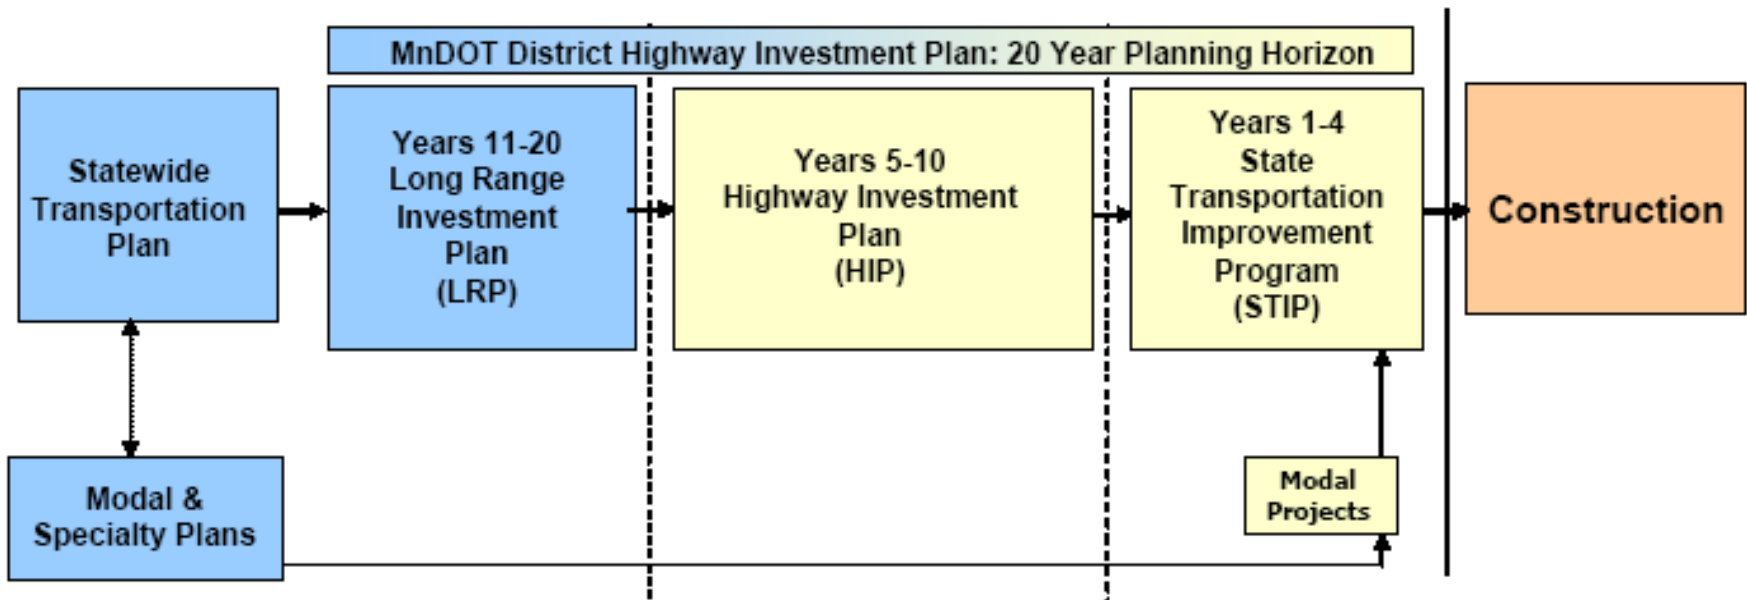 MnDOT District Highway Investment Plan: 20 Year Planning Horizon
Statewide
Transportation
Plan
Years 11-20
Long Range
Investment
Plan
(LRP)
Years 5-10
Highway Investment
Plan
(HIP)
Years 1-4
State
Transportation
Improvement
Program
(STIP)
Construction
Modal &
Specialty Plans
Modal
Projects